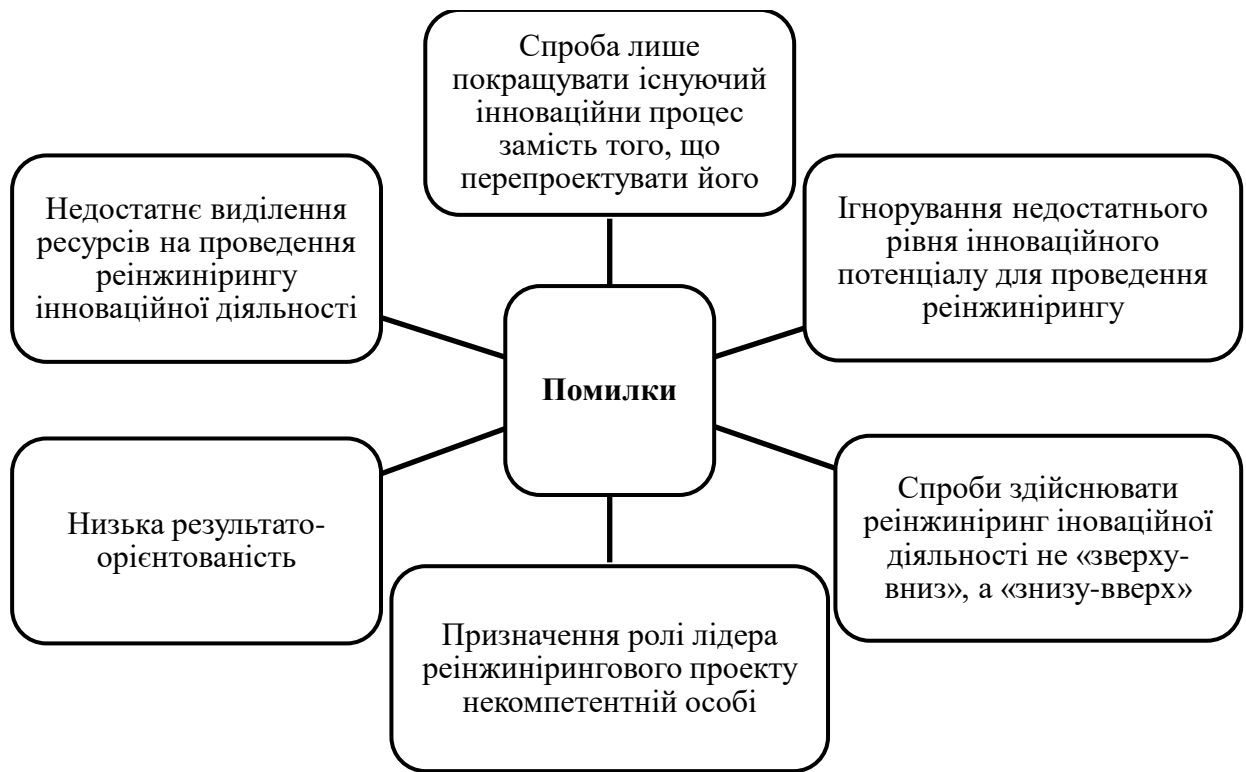 Спроба лише
покращувати існуючий
інноваційни процес
замість того, що
перепроектувати його
Недостатнє виділення
ресурсів на проведення
реінжинірингу
інноваційної діяльності
Ігнорування недостатнього
рівня інноваційного
потенціалу для проведення
реінжинірингу
Помилки
Низька результато-
орієнтованість
Спроби здійснювати
реінжиніринг іноваційної
діяльності не «зверху-
вниз», а «знизу-вверх»
Призначення ролі лідера
реінжинірингового проекту
некомпетентній особі